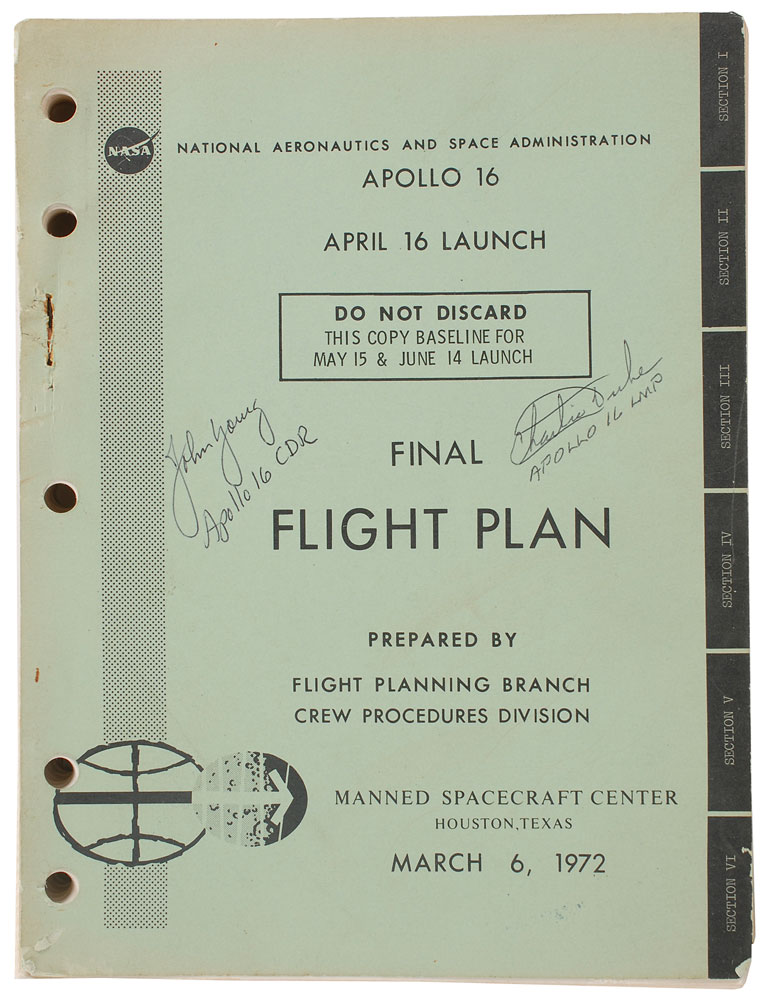 NASA
NATIONAL AERONAUTICS AND SPACE ADMINISTRATION
APOLLO 16
APRIL 16 LAUNCH
DO NOT DISCARD
THIS COPY BASELINE FOR
MAY 15 & JUNE 14 LAUNCH
John Young
Apollo 16 CDR
Charlie Duke
APOLLO 16 LMP
FINAL
FLIGHT PLAN
PREPARED BY
FLIGHT PLANNING BRANCH
CREW PROCEDURES DIVISION
MANNED SPACECRAFT CENTER
HOUSTON, TEXAS
MARCH 6, 1972
SECTION I
SECTION II
SECTION III
SECTION IV
SECTION V
SECTION VI